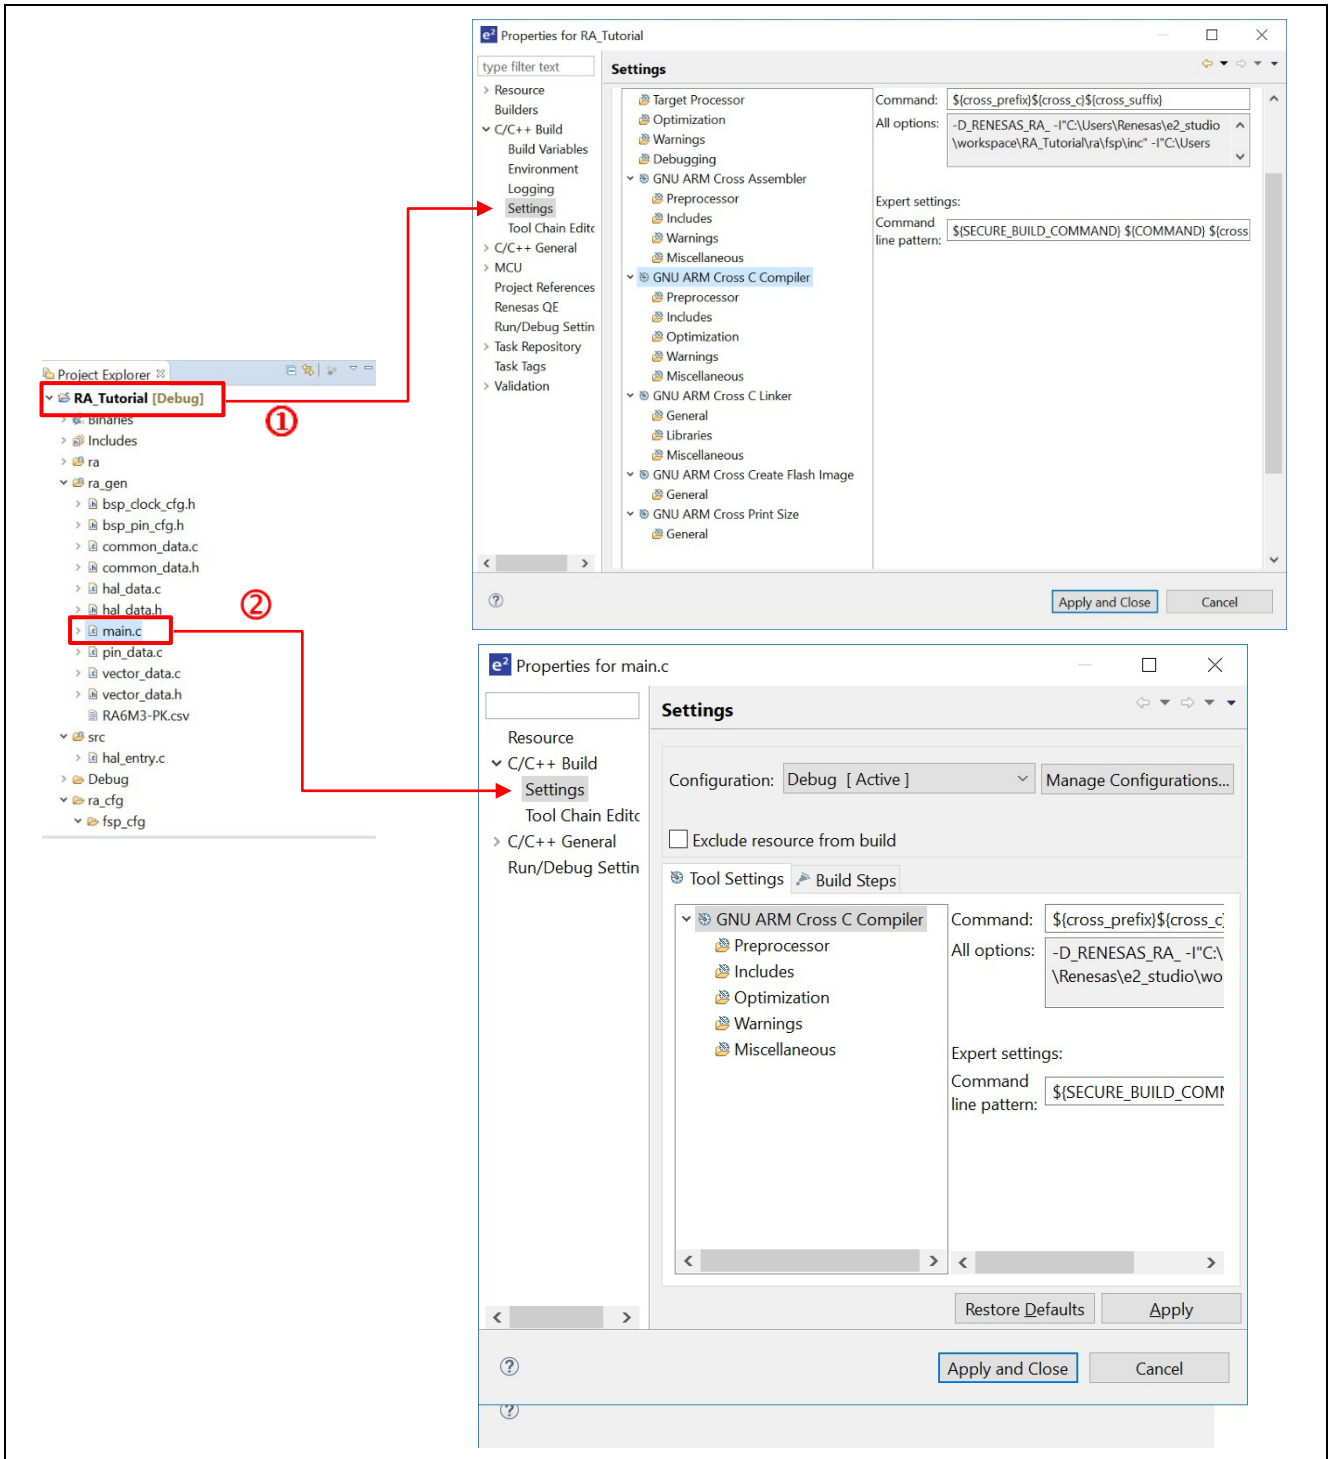 Properties for RA_Tutorial
type filter text
Settings
Resource
Builders
C/C++ Build
Build Variables
Environment
Logging
Settings
Tool Chain Editc
C/C++ General
MCU
Project References
Renesas QE
Run/Debug Settin
Task Repository
Task Tags
Validation
Target Processor
Optimization
Warnings
Debugging
GNU ARM Cross Assembler
Preprocessor
Includes
Warnings
Miscellaneous
GNU ARM Cross C Compiler
Preprocessor
Includes
Optimization
Warnings
Miscellaneous
GNU ARM Cross C Linker
General
Libraries
Miscellaneous
GNU ARM Cross Create Flash Image
General
GNU ARM Cross Print Size
General
Command: ${cross_prefix}${cross_c}${cross_suffix}
All options: -D_RENESAS_RA_ -I"C:\Users\Renesas\e2_studio
\workspace\RA_Tutorial\ra\fsp\inc" -I"C:\Users
Expert settings:
Command
line pattern: ${SECURE_BUILD_COMMAND} ${COMMAND} ${cross
Apply and Close
Cancel
Project Explorer
RA_Tutorial [Debug]
Binaries
Includes
ra
ra_gen
bsp_clock_cfg.h
bsp_pin_cfg.h
common_data.c
common_data.h
hal_data.c
hal_data.h
main.c
pin_data.c
vector_data.c
vector_data.h
RA6M3-PK.csv
src
hal_entry.c
Debug
ra_cfg
fsp_cfg
①
②
Properties for main.c
Settings
Resource
C/C++ Build
Settings
Tool Chain Editc
C/C++ General
Run/Debug Settin
Configuration: Debug [ Active ]
Manage Configurations...
Exclude resource from build
Tool Settings
Build Steps
GNU ARM Cross C Compiler
Preprocessor
Includes
Optimization
Warnings
Miscellaneous
Command: ${cross_prefix}${cross_c}
All options: -D_RENESAS_RA_ -I"C:\
\Renesas\e2_studio\wo
Expert settings:
Command
line pattern: ${SECURE_BUILD_COMM
Restore Defaults
Apply
Apply and Close
Cancel